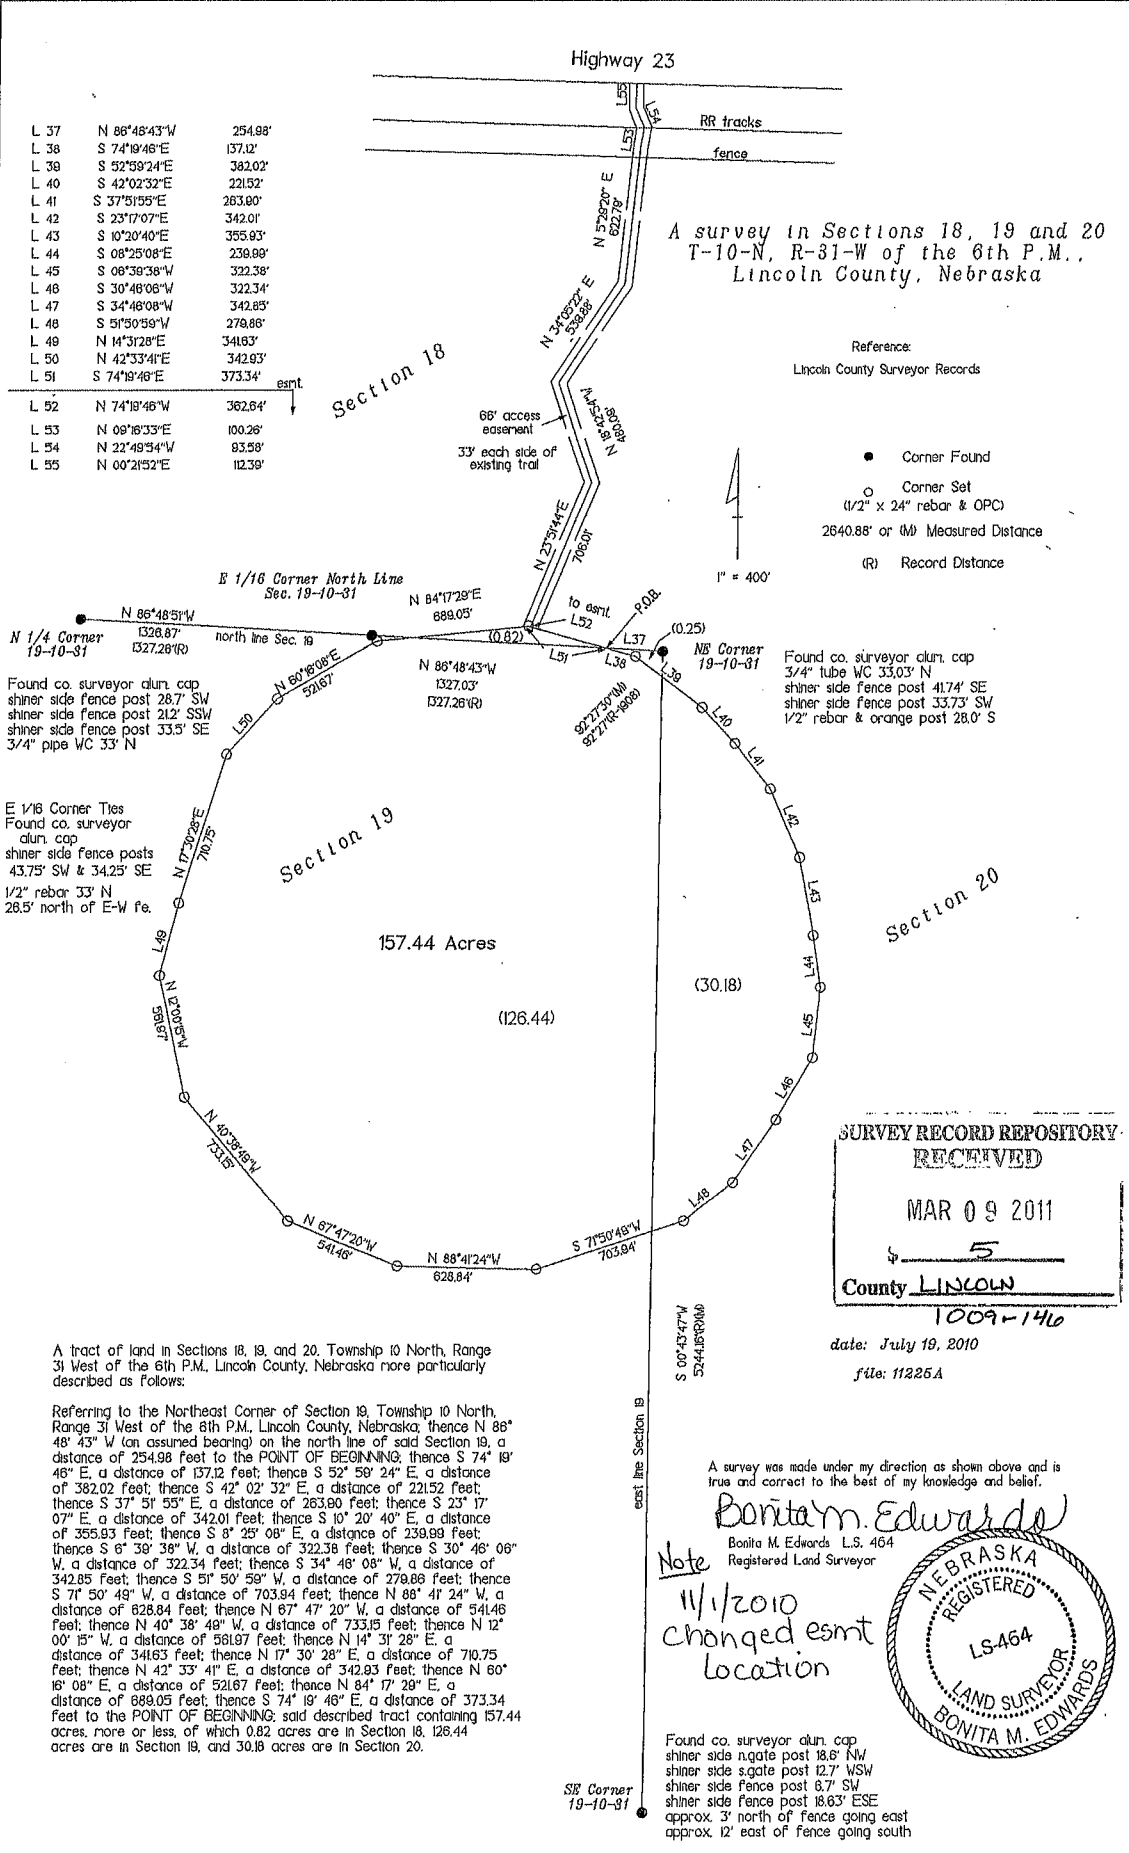 Highway 23
L55
L54
RR tracks
L53
fence
L 37 N 86°48'43"W 254.98'
L 38 S 74°19'46"E 137.12'
L 39 S 52°59'24"E 382.02'
L 40 S 42°02'32"E 221.52'
L 41 S 37°51'55"E 263.90'
L 42 S 23°17'07"E 342.01'
L 43 S 10°20'40"E 355.93'
L 44 S 08°25'08"E 239.99'
L 45 S 06°39'38"W 322.38'
L 46 S 30°46'06"W 322.34'
L 47 S 34°46'08"W 342.85'
L 48 S 51°50'59"W 279.86'
L 49 N 14°31'28"E 341.63'
L 50 N 42°33'41"E 342.93'
L 51 S 74°19'46"E 373.34'
esmt.
L 52 N 74°19'46"W 362.64'
L 53 N 09°16'33"E 100.26'
L 54 N 22°49'54"W 93.58'
L 55 N 00°21'52"E 112.39'
N 5°29'20" E
622.79'
A survey in Sections 18, 19 and 20
T-10-N, R-31-W of the 6th P.M.,
Lincoln County, Nebraska
N 34°05'22" E
539.88'
Section 18
Reference:
Lincoln County Surveyor Records
66' access
easement
33' each side of
existing trail
N 18°42'54"W
480.09'
Corner Found
Corner Set
(1/2" x 24" rebar & OPC)
2640.88' or (M) Measured Distance
(R) Record Distance
1" = 400'
N 23°51'44"E
706.01'
E 1/16 Corner North Line
Sec. 19-10-31
N 84°17'29"E
689.05'
to esmt.
L52
P.O.B.
N 86°48'51"W
1326.87'
1327.26'(R)
north line Sec. 19
N 1/4 Corner
19-10-31
(0.82)
L51
L37
L38
(0.25)
L39
NE Corner
19-10-31
N 86°48'43"W
1327.03'
1327.26'(R)
92°27'30"(M)
92°27'(R-1908)
Found co. surveyor alum. cap
3/4" tube WC 33.03' N
shiner side fence post 41.74' SE
shiner side fence post 33.73' SW
1/2" rebar & orange post 28.0' S
Found co. surveyor alum. cap
shiner side fence post 28.7' SW
shiner side fence post 21.2' SSW
shiner side fence post 33.5' SE
3/4" pipe WC 33' N
N 60°16'08"E
521.67'
L50
L40
L41
L42
L43
L44
L45
L46
L47
L48
E 1/16 Corner Ties
Found co. surveyor
alum. cap
shiner side fence posts
43.75' SW & 34.25' SE
1/2" rebar 33' N
26.5' north of E-W fe.
N 17°30'28"E
710.75'
L49
N 12°00'15"W
561.97'
Section 19
Section 20
157.44 Acres
(30.18)
(126.44)
N 40°38'49"W
733.15'
N 67°47'20"W
541.46'
N 88°41'24"W
628.84'
S 71°50'49"W
703.94'
SURVEY RECORD REPOSITORY
RECEIVED
MAR 09 2011
$ 5
County LINCOLN
1009-146
date: July 19, 2010
file: 11225A
S 00°43'47"W
5244.16'(R)(M)
east line Section 19
A tract of land in Sections 18, 19, and 20, Township 10 North, Range
31 West of the 6th P.M., Lincoln County, Nebraska more particularly
described as follows:
Referring to the Northeast Corner of Section 19, Township 10 North,
Range 31 West of the 6th P.M., Lincoln County, Nebraska; thence N 86°
48' 43" W (an assumed bearing) on the north line of said Section 19, a
distance of 254.98 feet to the POINT OF BEGINNING; thence S 74° 19'
46" E, a distance of 137.12 feet; thence S 52° 59' 24" E, a distance
of 382.02 feet; thence S 42° 02' 32" E, a distance of 221.52 feet;
thence S 37° 51' 55" E, a distance of 263.90 feet; thence S 23° 17'
07" E, a distance of 342.01 feet; thence S 10° 20' 40" E, a distance
of 355.93 feet; thence S 8° 25' 08" E, a distance of 239.99 feet;
thence S 6° 39' 38" W, a distance of 322.38 feet; thence S 30° 46' 06"
W, a distance of 322.34 feet; thence S 34° 46' 08" W, a distance of
342.85 feet; thence S 51° 50' 59" W, a distance of 279.86 feet; thence
S 71° 50' 49" W, a distance of 703.94 feet; thence N 88° 41' 24" W, a
distance of 628.84 feet; thence N 67° 47' 20" W, a distance of 541.46
feet; thence N 40° 38' 49" W, a distance of 733.15 feet; thence N 12°
00' 15" W, a distance of 561.97 feet; thence N 14° 31' 28" E, a
distance of 341.63 feet; thence N 17° 30' 28" E, a distance of 710.75
feet; thence N 42° 33' 41" E, a distance of 342.93 feet; thence N 60°
16' 08" E, a distance of 521.67 feet; thence N 84° 17' 29" E, a
distance of 689.05 feet; thence S 74° 19' 46" E, a distance of 373.34
feet to the POINT OF BEGINNING; said described tract containing 157.44
acres, more or less, of which 0.82 acres are in Section 18, 126.44
acres are in Section 19, and 30.18 acres are in Section 20.
A survey was made under my direction as shown above and is
true and correct to the best of my knowledge and belief.
Bonita M. Edwards
Bonita M. Edwards L.S. 464
Registered Land Surveyor
Note
11/1/2010
changed esmt
Location
NEBRASKA
REGISTERED
LS-464
LAND SURVEYOR
BONITA M. EDWARDS
Found co. surveyor alum. cap
shiner side n.gate post 18.6' NW
shiner side s.gate post 12.7' WSW
shiner side fence post 6.7' SW
shiner side fence post 18.63' ESE
approx. 3' north of fence going east
approx. 12' east of fence going south
SE Corner
19-10-31